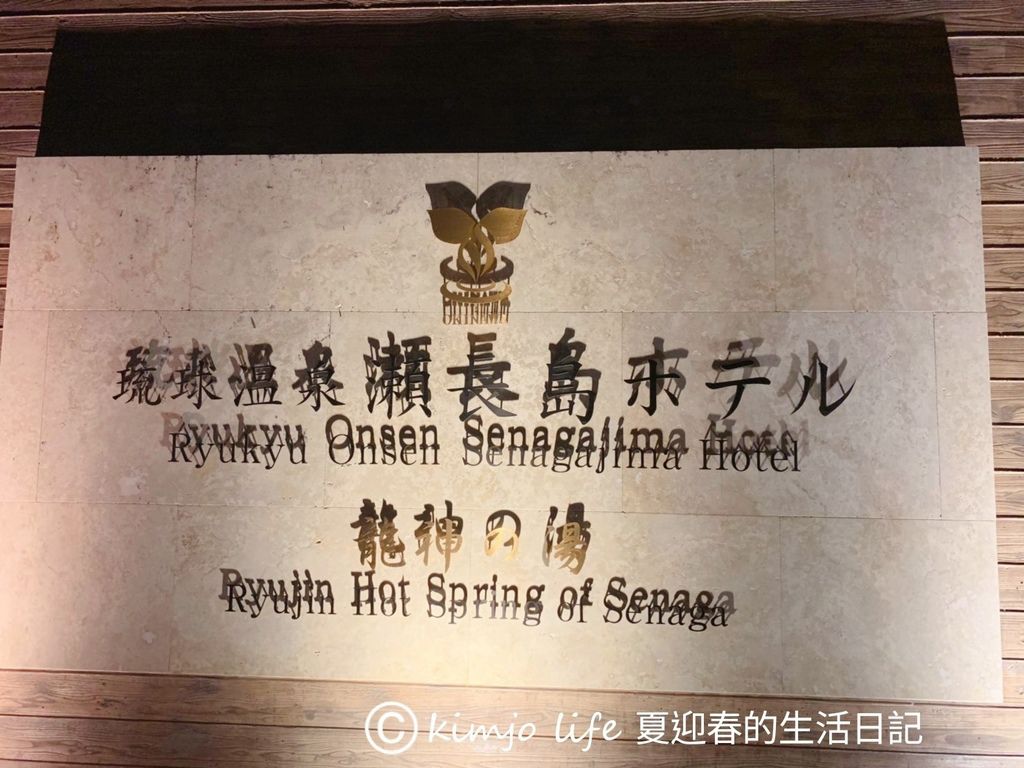 琉球温泉瀬長島ホテル
Ryukyu Onsen Senagajima Hotel
龍神の湯
Ryujin Hot Spring of Senaga
© kimjo life 夏迎春的生活日記